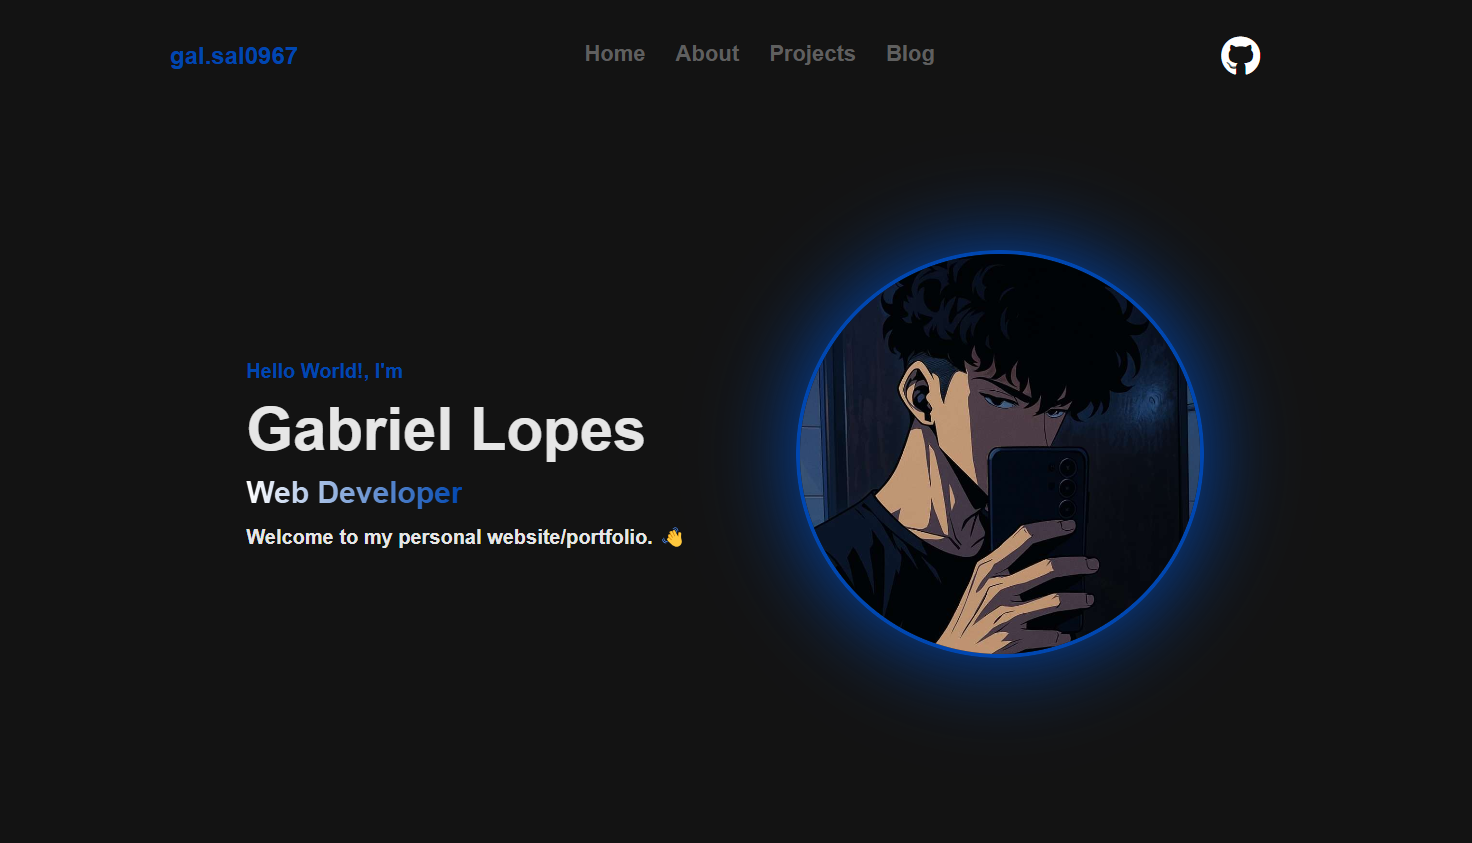 gal.sal0967
Home About Projects Blog
Hello World!, I'm
Gabriel Lopes
Web Developer
Welcome to my personal website/portfolio. 👋